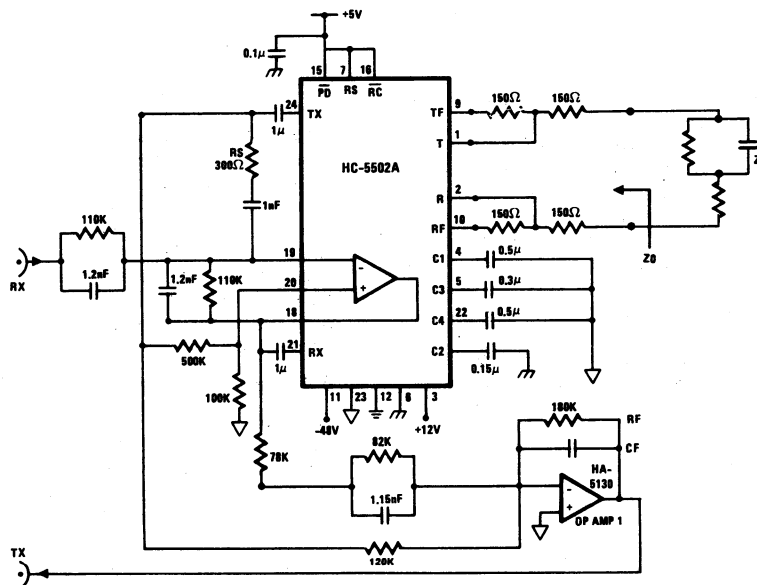 +5V
0.1µ
15 7 16
PD RS RC
24
TX
1µ
RS
300Ω
1nF
HC-5502A
9
TF
150Ω 150Ω
1
T
2
R
10
RF
150Ω 150Ω
Z0
110K
RX
1.2nF
1.2nF
110K
19
20
18
21
RX
1µ
C1 4 0.5µ
C3 5 0.3µ
C4 22 0.5µ
C2 0.15µ
500K
100K
11 23 12 6 3
-48V
+12V
78K
82K
1.15nF
180K RF
CF
HA-
5130
OP AMP 1
120K
TX